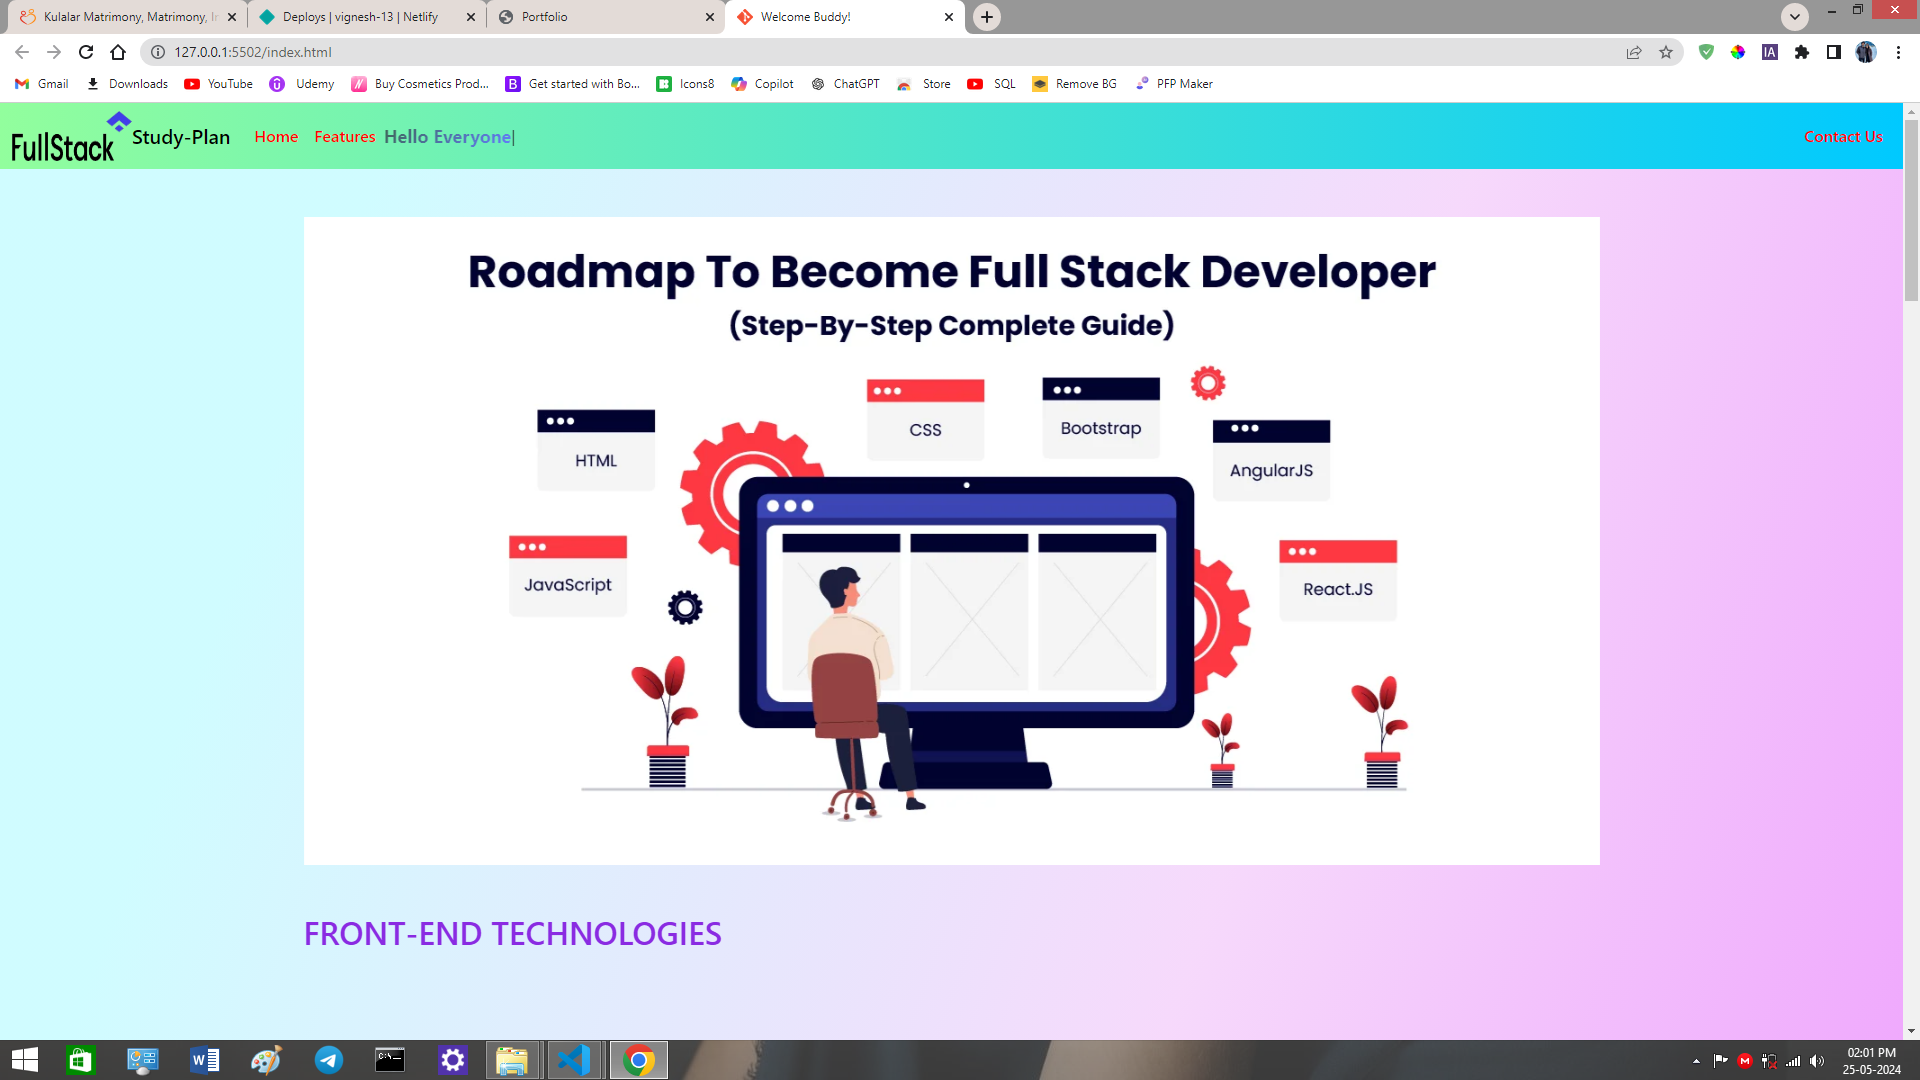 Kulalar Matrimony, Matrimony, In
Deploys | vignesh-13 | Netlify
Portfolio
Welcome Buddy!
127.0.0.1:5502/index.html
Gmail
Downloads
YouTube
Udemy
Buy Cosmetics Prod...
Get started with Bo...
Icons8
Copilot
ChatGPT
Store
SQL
Remove BG
PFP Maker
FullStack
Study-Plan
Home
Features
Hello Everyone|
Contact Us
Roadmap To Become Full Stack Developer
(Step-By-Step Complete Guide)
CSS
Bootstrap
HTML
AngularJS
JavaScript
React.JS
FRONT-END TECHNOLOGIES
02:01 PM
25-05-2024